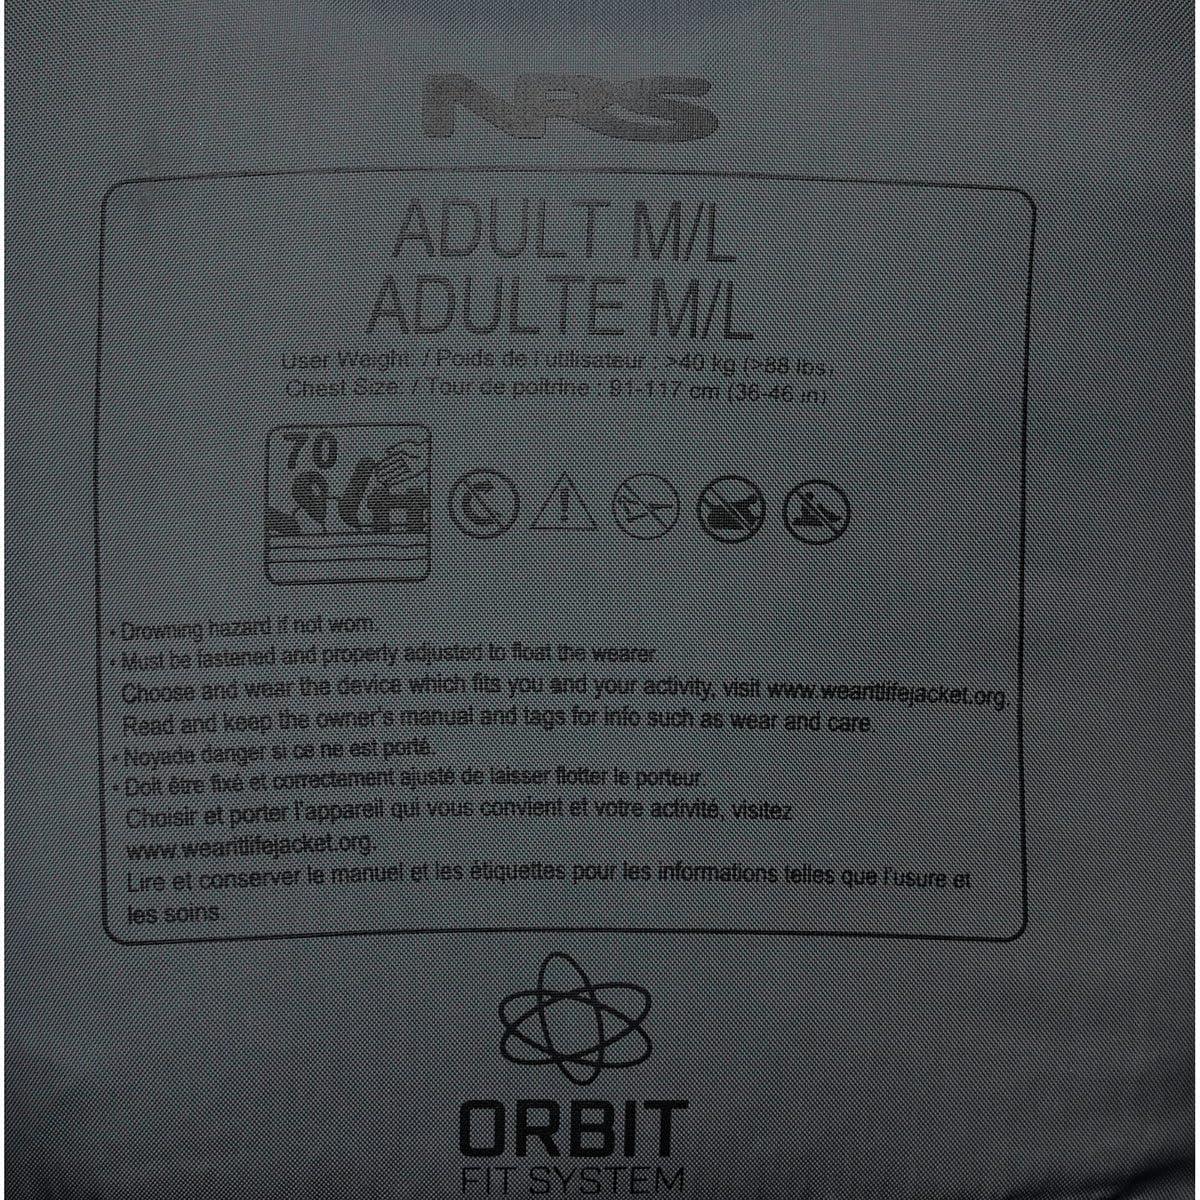 NRS
ADULT M/L
ADULTE M/L
User Weight: / Poids de l'utilisateur : >40 kg (>88 lbs.
Chest Size: / Tour de poitrine : 91-117 cm (36-46 in)
70
• Drowning hazard if not worn.
• Must be fastened and properly adjusted to float the wearer.
Choose and wear the device which fits you and your activity, visit www.wearitlifejacket.org.
Read and keep the owner's manual and tags for info such as wear and care.
• Noyade danger si ce ne est porté.
• Doit être fixé et correctement ajusté de laisser flotter le porteur.
Choisir et porter l'appareil qui vous convient et votre activité, visitez
www.wearitlifejacket.org.
Lire et conserver le manuel et les étiquettes pour les informations telles que l'usure et
les soins.
ORBIT
FIT SYSTEM